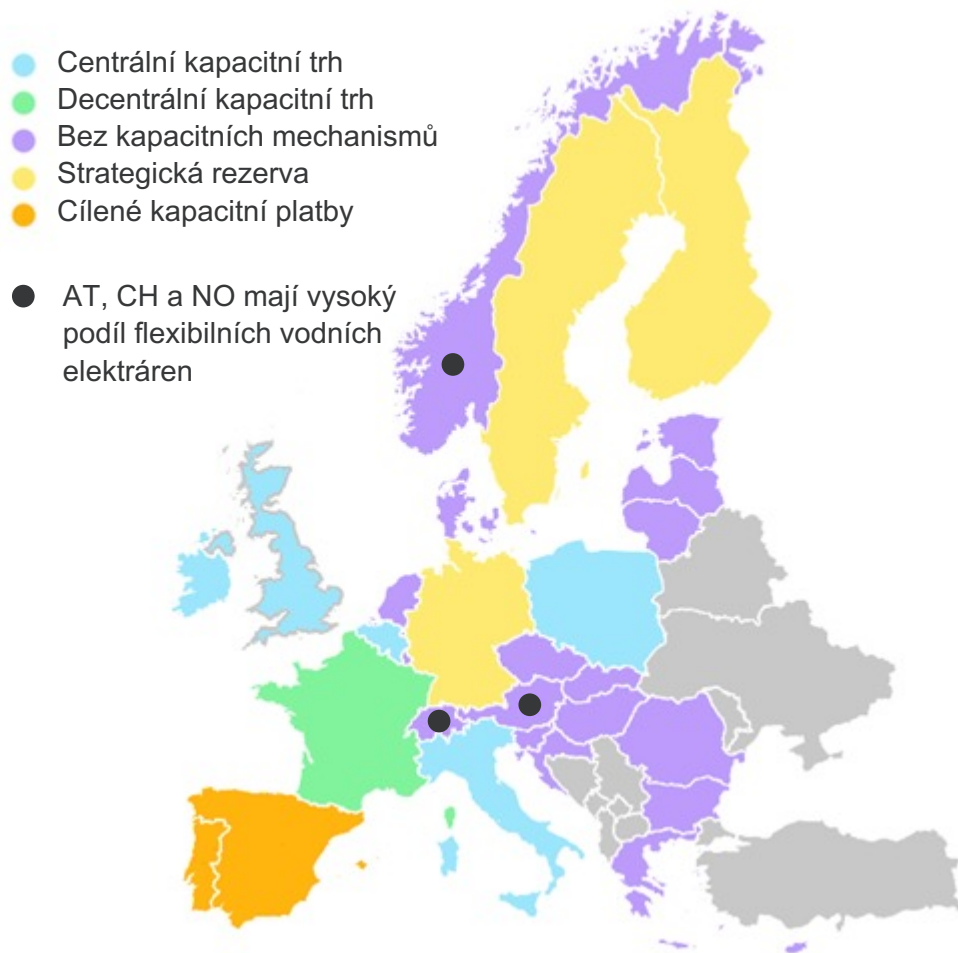 Centrální kapacitní trh
Decentrální kapacitní trh
Bez kapacitních mechanismů
Strategická rezerva
Cílené kapacitní platby
AT, CH a NO mají vysoký
podíl flexibilních vodních
elektráren